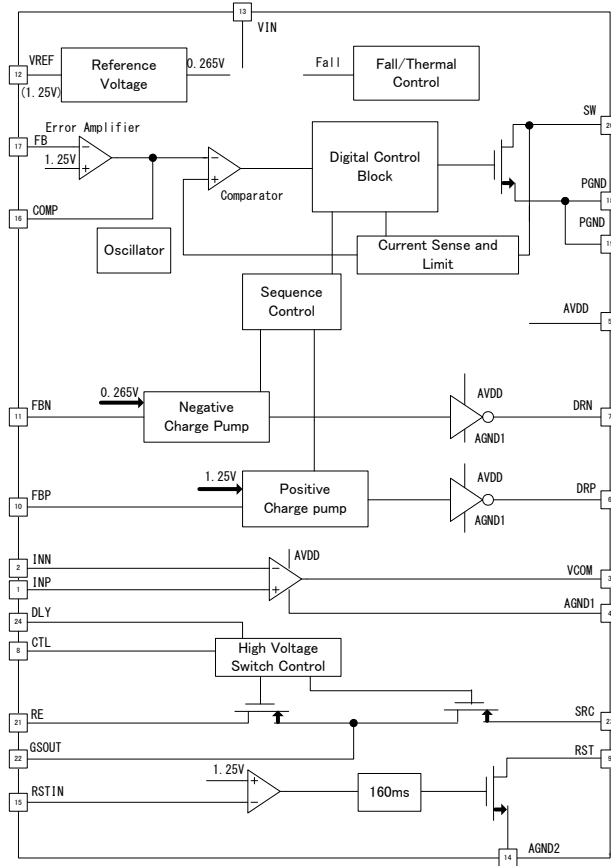 13
VIN
12
VREF
(1.25V)
Reference
Voltage
0.265V
Fall
Fall/Thermal
Control
SW
20
Error Amplifier
17
FB
1.25V
Comparator
Digital Control
Block
PGND
18
PGND
19
16
COMP
Oscillator
Current Sense and
Limit
Sequence
Control
AVDD
5
11
FBN
0.265V
Negative
Charge Pump
AVDD
AGND1
DRN
7
10
FBP
1.25V
Positive
Charge pump
AVDD
AGND1
DRP
6
2
INN
1
INP
AVDD
VCOM
3
AGND1
4
24
DLY
8
CTL
High Voltage
Switch Control
21
RE
SRC
23
22
GSOUT
RST
9
1.25V
15
RSTIN
160ms
14
AGND2